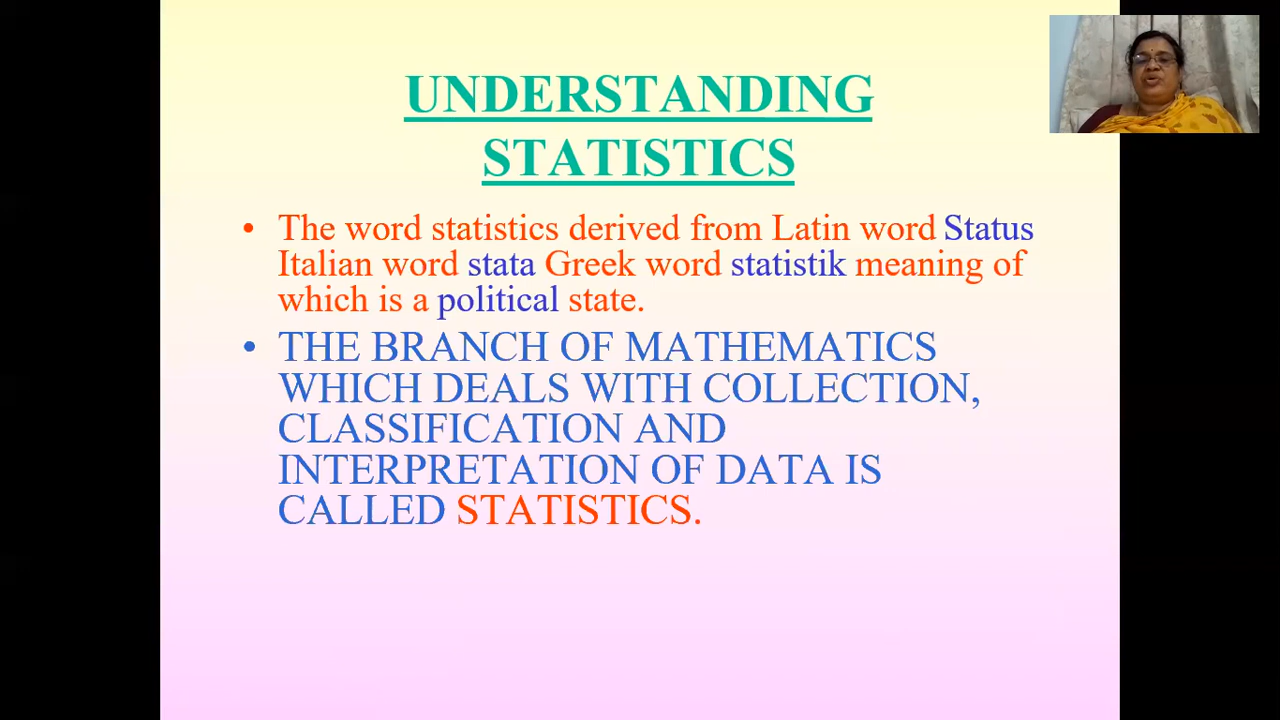 UNDERSTANDING
STATISTICS
• The word statistics derived from Latin word Status
Italian word stata Greek word statistik meaning of
which is a political state.
• THE BRANCH OF MATHEMATICS
WHICH DEALS WITH COLLECTION,
CLASSIFICATION AND
INTERPRETATION OF DATA IS
CALLED STATISTICS.